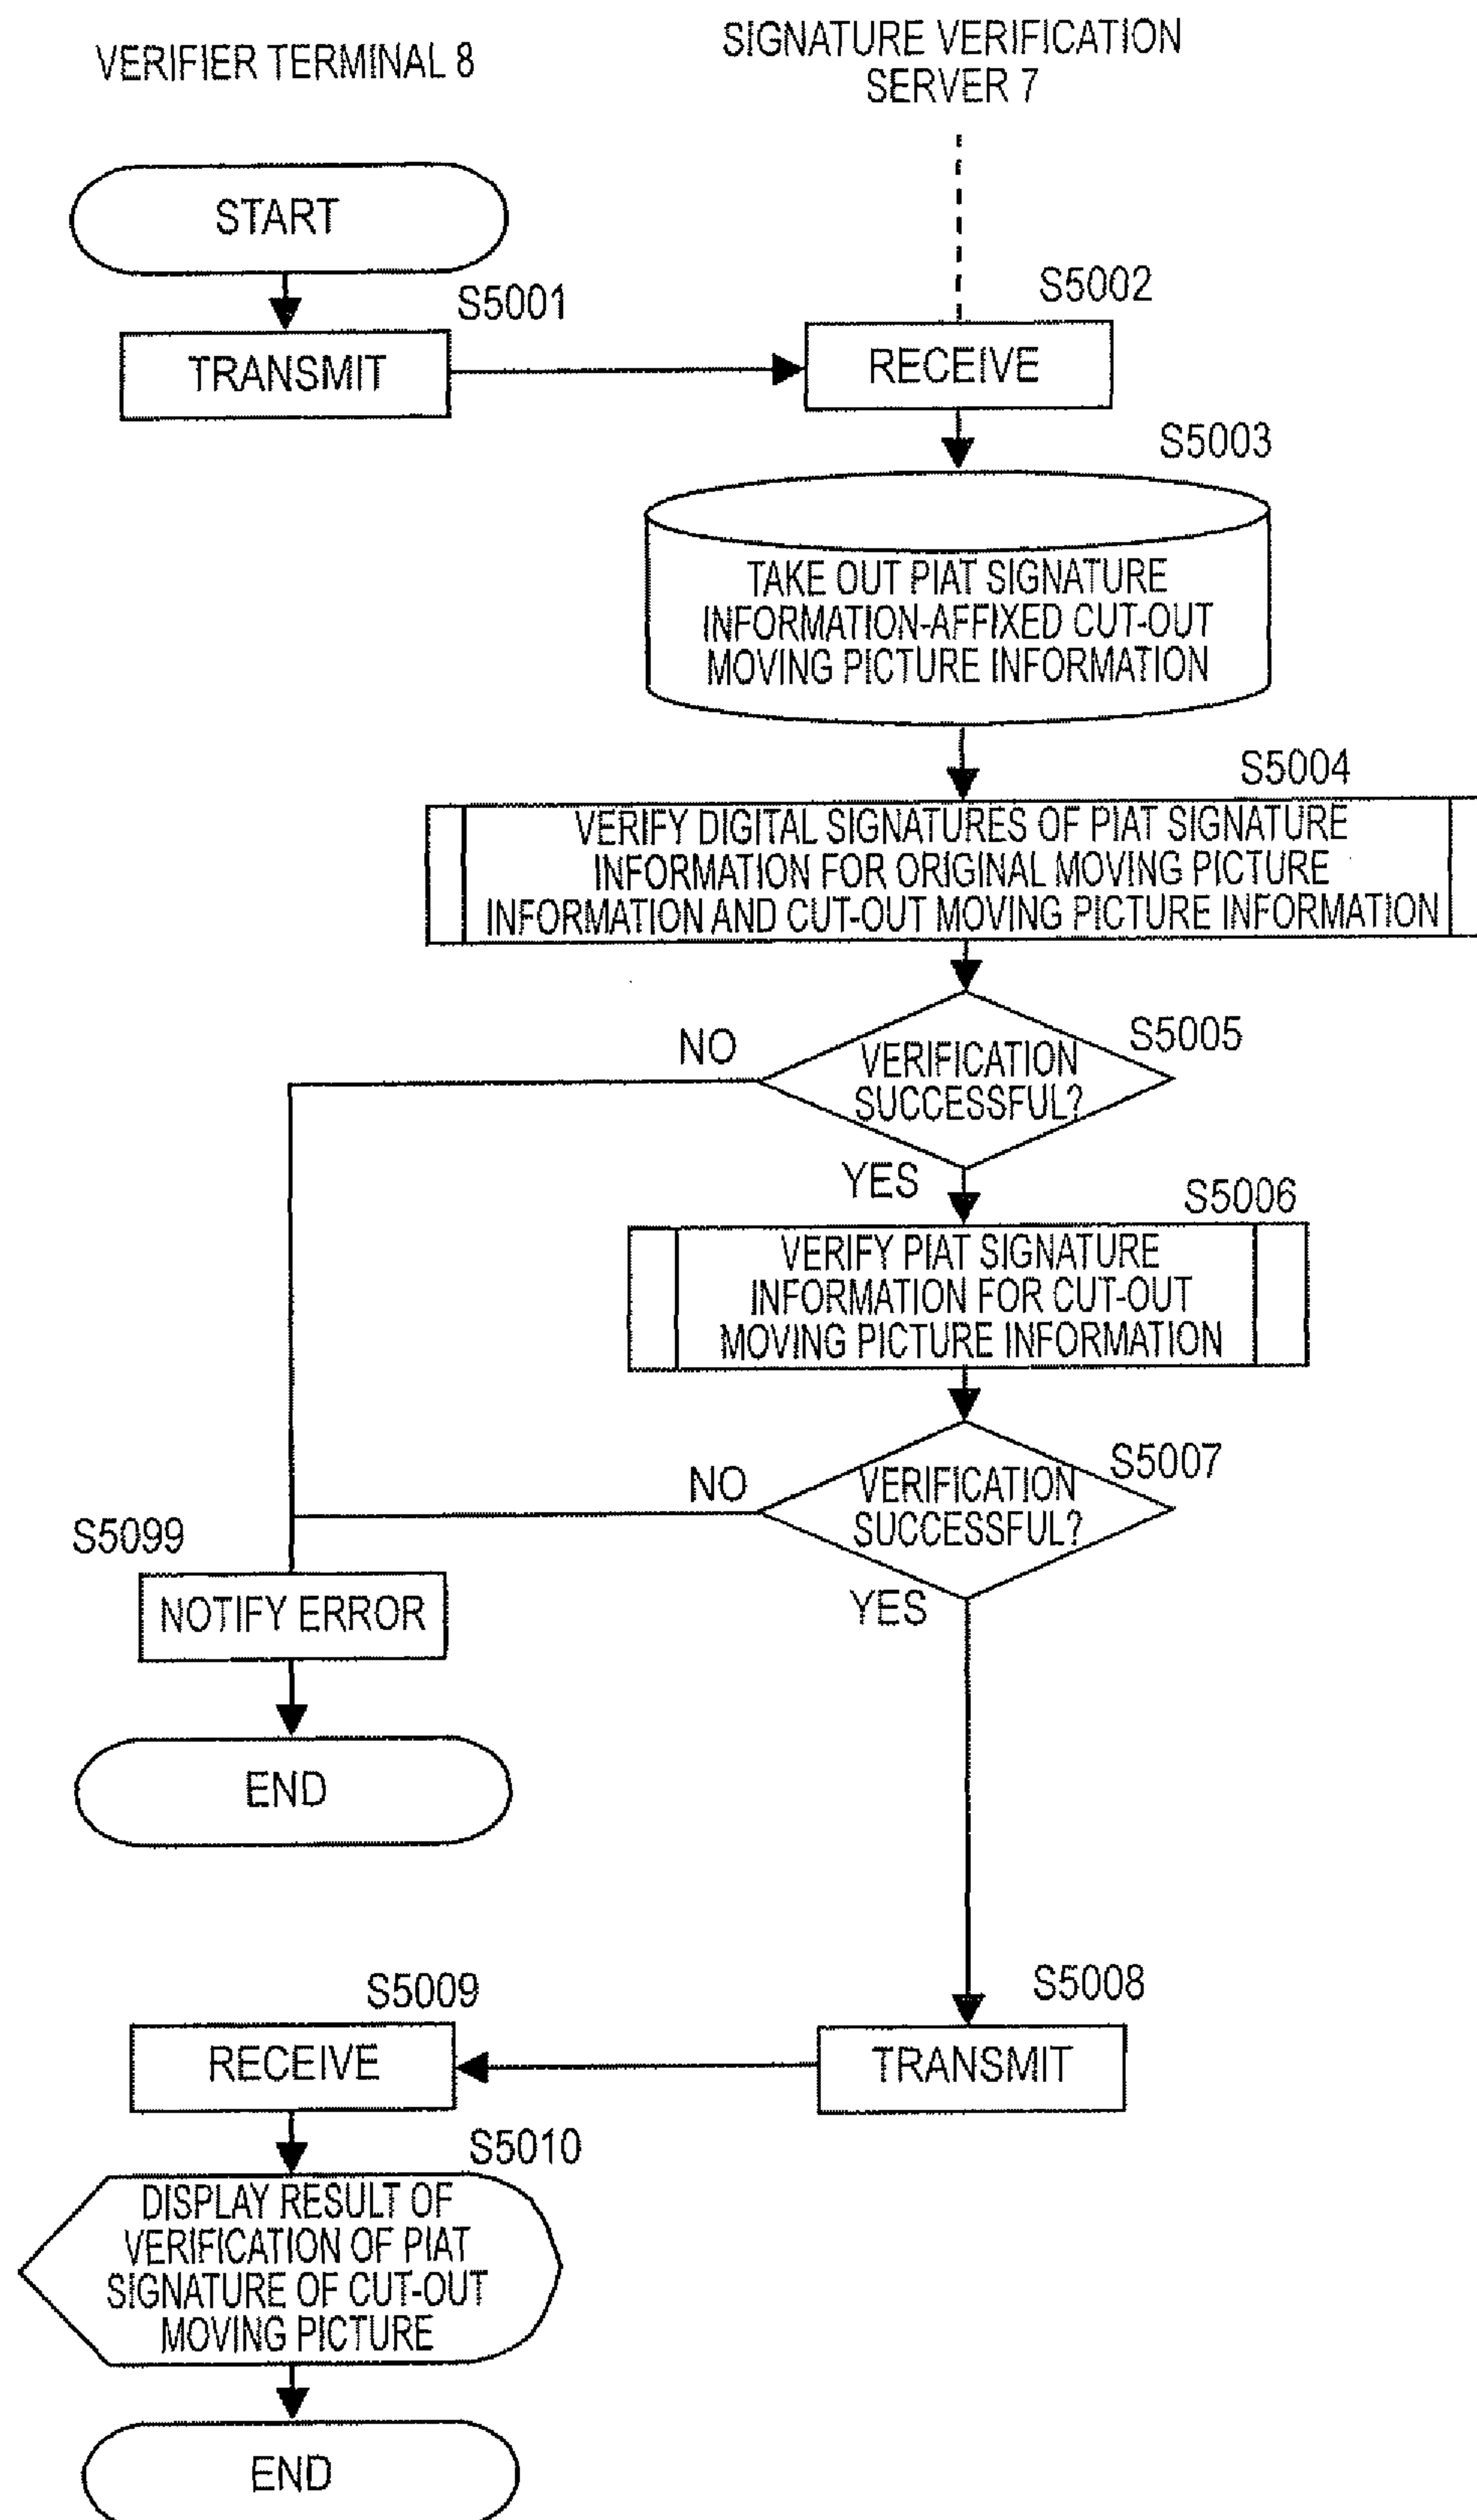 VERIFIER TERMINAL 8
SIGNATURE VERIFICATION
SERVER 7
START
S5001
TRANSMIT
S5002
RECEIVE
S5003
TAKE OUT PIAT SIGNATURE
INFORMATION-AFFIXED CUT-OUT
MOVING PICTURE INFORMATION
S5004
VERIFY DIGITAL SIGNATURES OF PIAT SIGNATURE
INFORMATION FOR ORIGINAL MOVING PICTURE
INFORMATION AND CUT-OUT MOVING PICTURE INFORMATION
S5005
NO
VERIFICATION
SUCCESSFUL?
YES
S5006
VERIFY PIAT SIGNATURE
INFORMATION FOR CUT-OUT
MOVING PICTURE INFORMATION
S5007
NO
VERIFICATION
SUCCESSFUL?
YES
S5099
NOTIFY ERROR
END
S5008
TRANSMIT
S5009
RECEIVE
S5010
DISPLAY RESULT OF
VERIFICATION OF PIAT
SIGNATURE OF CUT-OUT
MOVING PICTURE
END